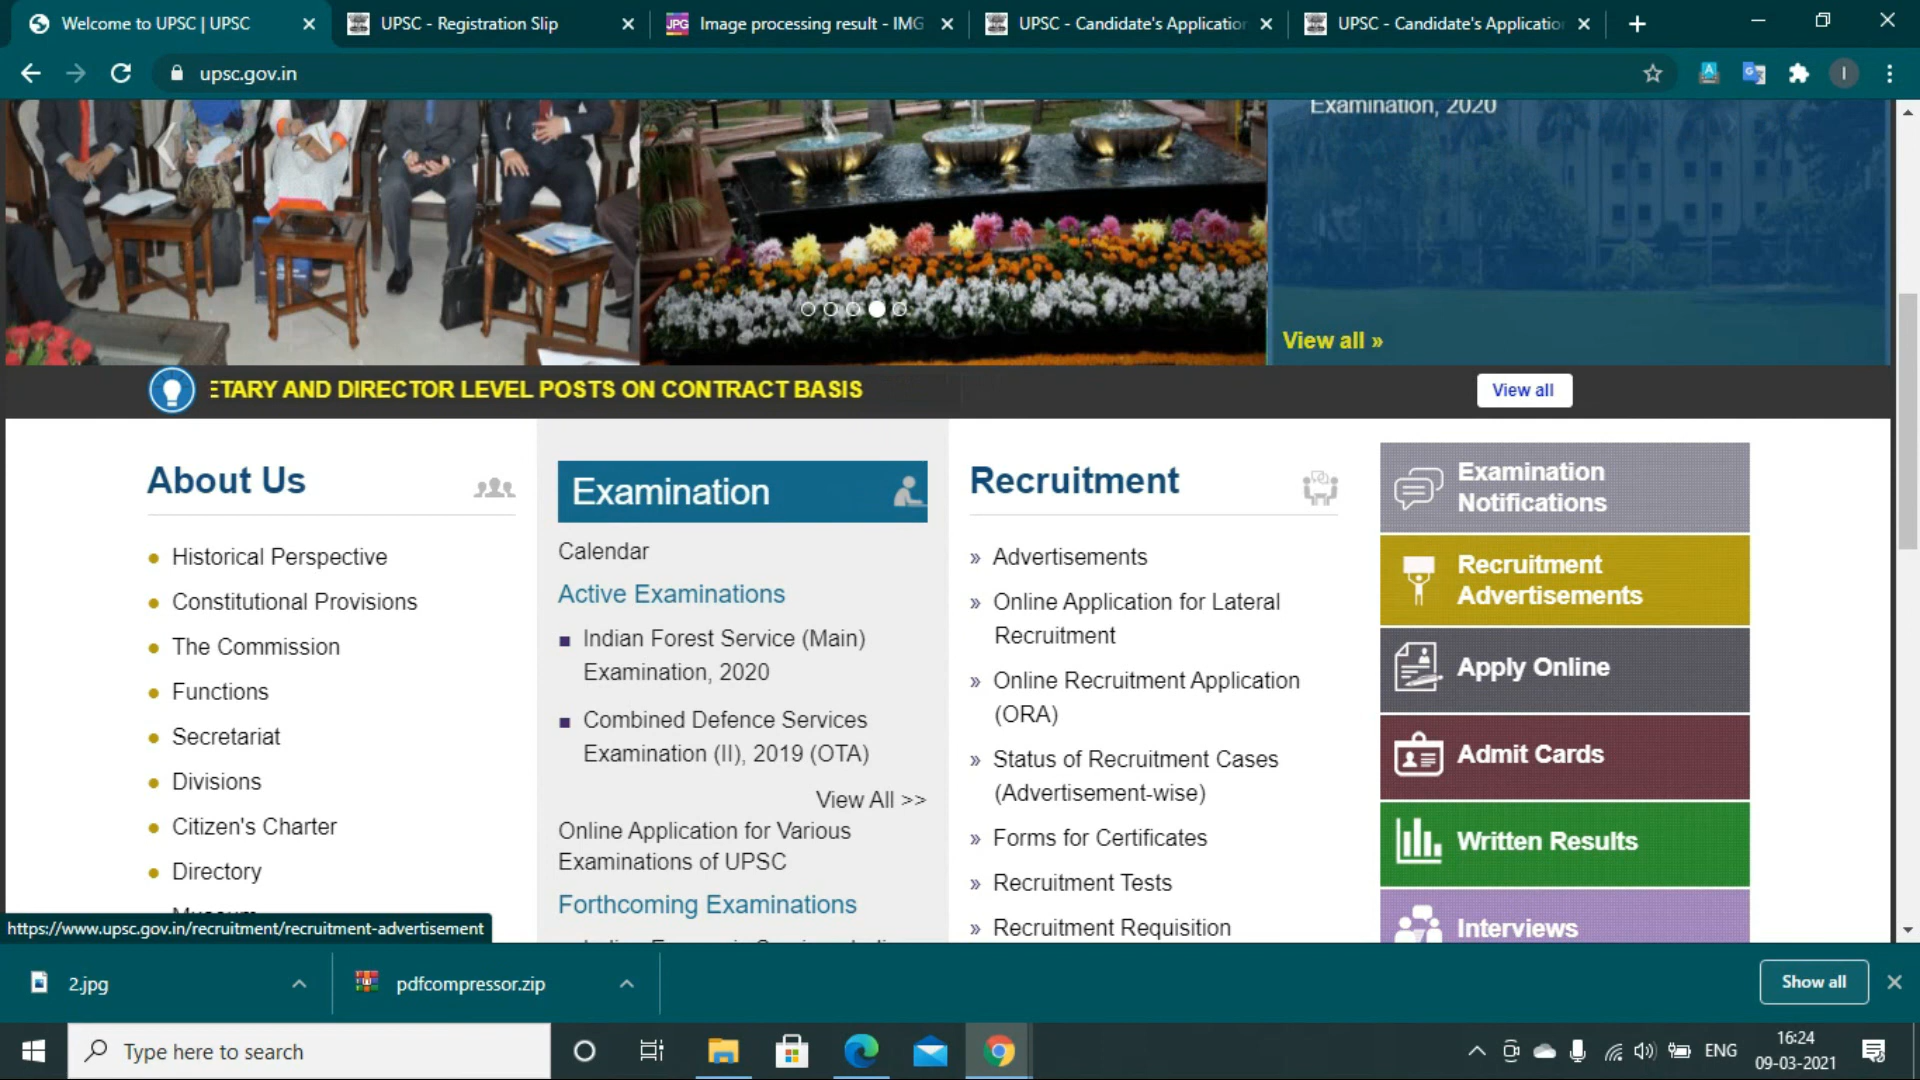 Welcome to UPSC | UPSC
UPSC - Registration Slip
JPG
Image processing result - IMG
UPSC - Candidate's Applicatio
UPSC - Candidate's Applicatio
upsc.gov.in
Examination, 2020
View all »
ETARY AND DIRECTOR LEVEL POSTS ON CONTRACT BASIS
View all
About Us
Historical Perspective
Constitutional Provisions
The Commission
Functions
Secretariat
Divisions
Citizen's Charter
Directory
Museum
Examination
Calendar
Active Examinations
Indian Forest Service (Main)
Examination, 2020
Combined Defence Services
Examination (II), 2019 (OTA)
View All >>
Online Application for Various
Examinations of UPSC
Forthcoming Examinations
Recruitment
» Advertisements
» Online Application for Lateral
Recruitment
» Online Recruitment Application
(ORA)
» Status of Recruitment Cases
(Advertisement-wise)
» Forms for Certificates
» Recruitment Tests
» Recruitment Requisition
Examination
Notifications
Recruitment
Advertisements
Apply Online
Admit Cards
Written Results
Interviews
https://www.upsc.gov.in/recruitment/recruitment-advertisement
2.jpg
pdfcompressor.zip
Show all
Type here to search
ENG
16:24
09-03-2021